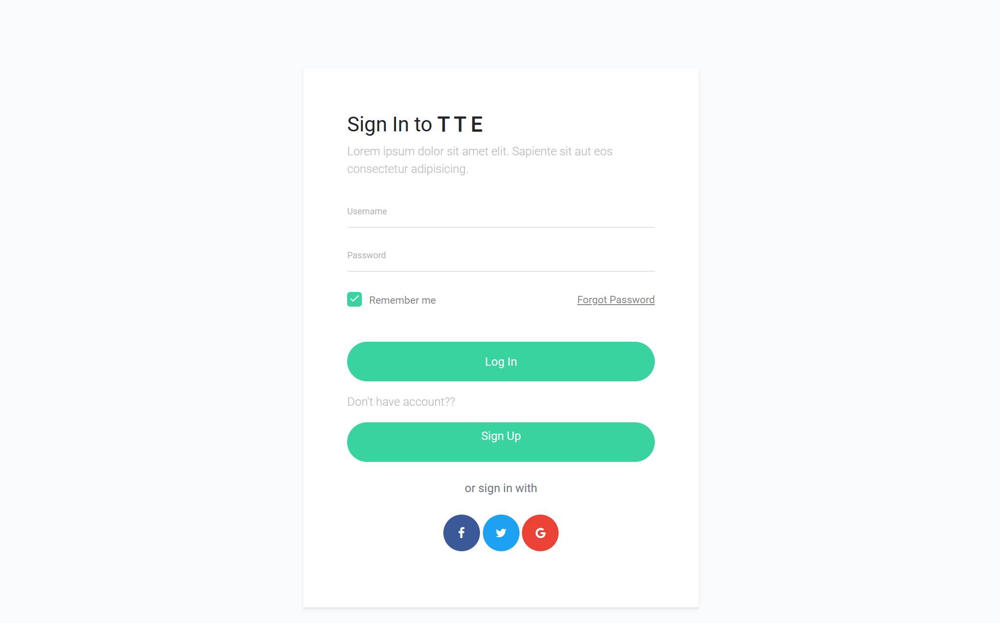 Sign In to T T E
Lorem ipsum dolor sit amet elit. Sapiente sit aut eos
consectetur adipisicing.
Username
Password
Remember me
Forgot Password
Log In
Don't have account??
Sign Up
or sign in with